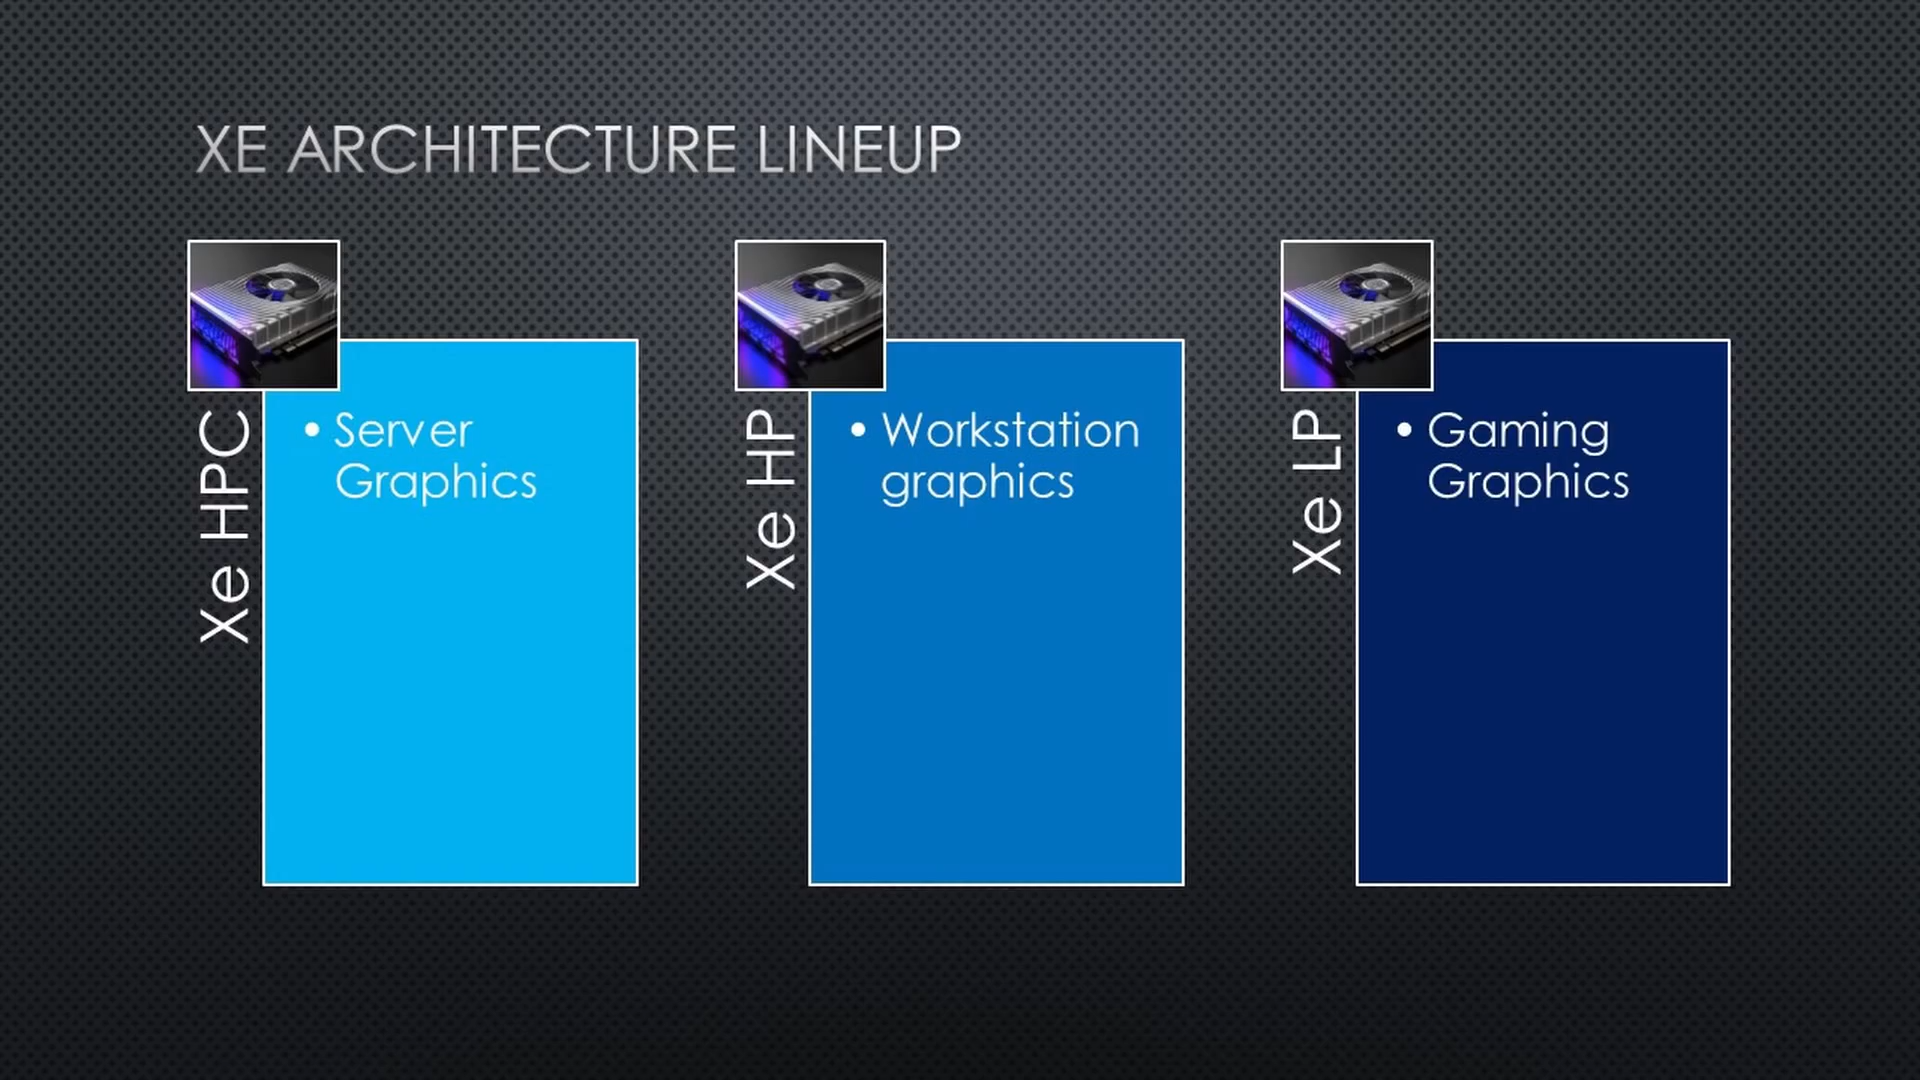 XE ARCHITECTURE LINEUP
Xe HPC
• Server
Graphics
Xe HP
• Workstation
graphics
Xe LP
• Gaming
Graphics